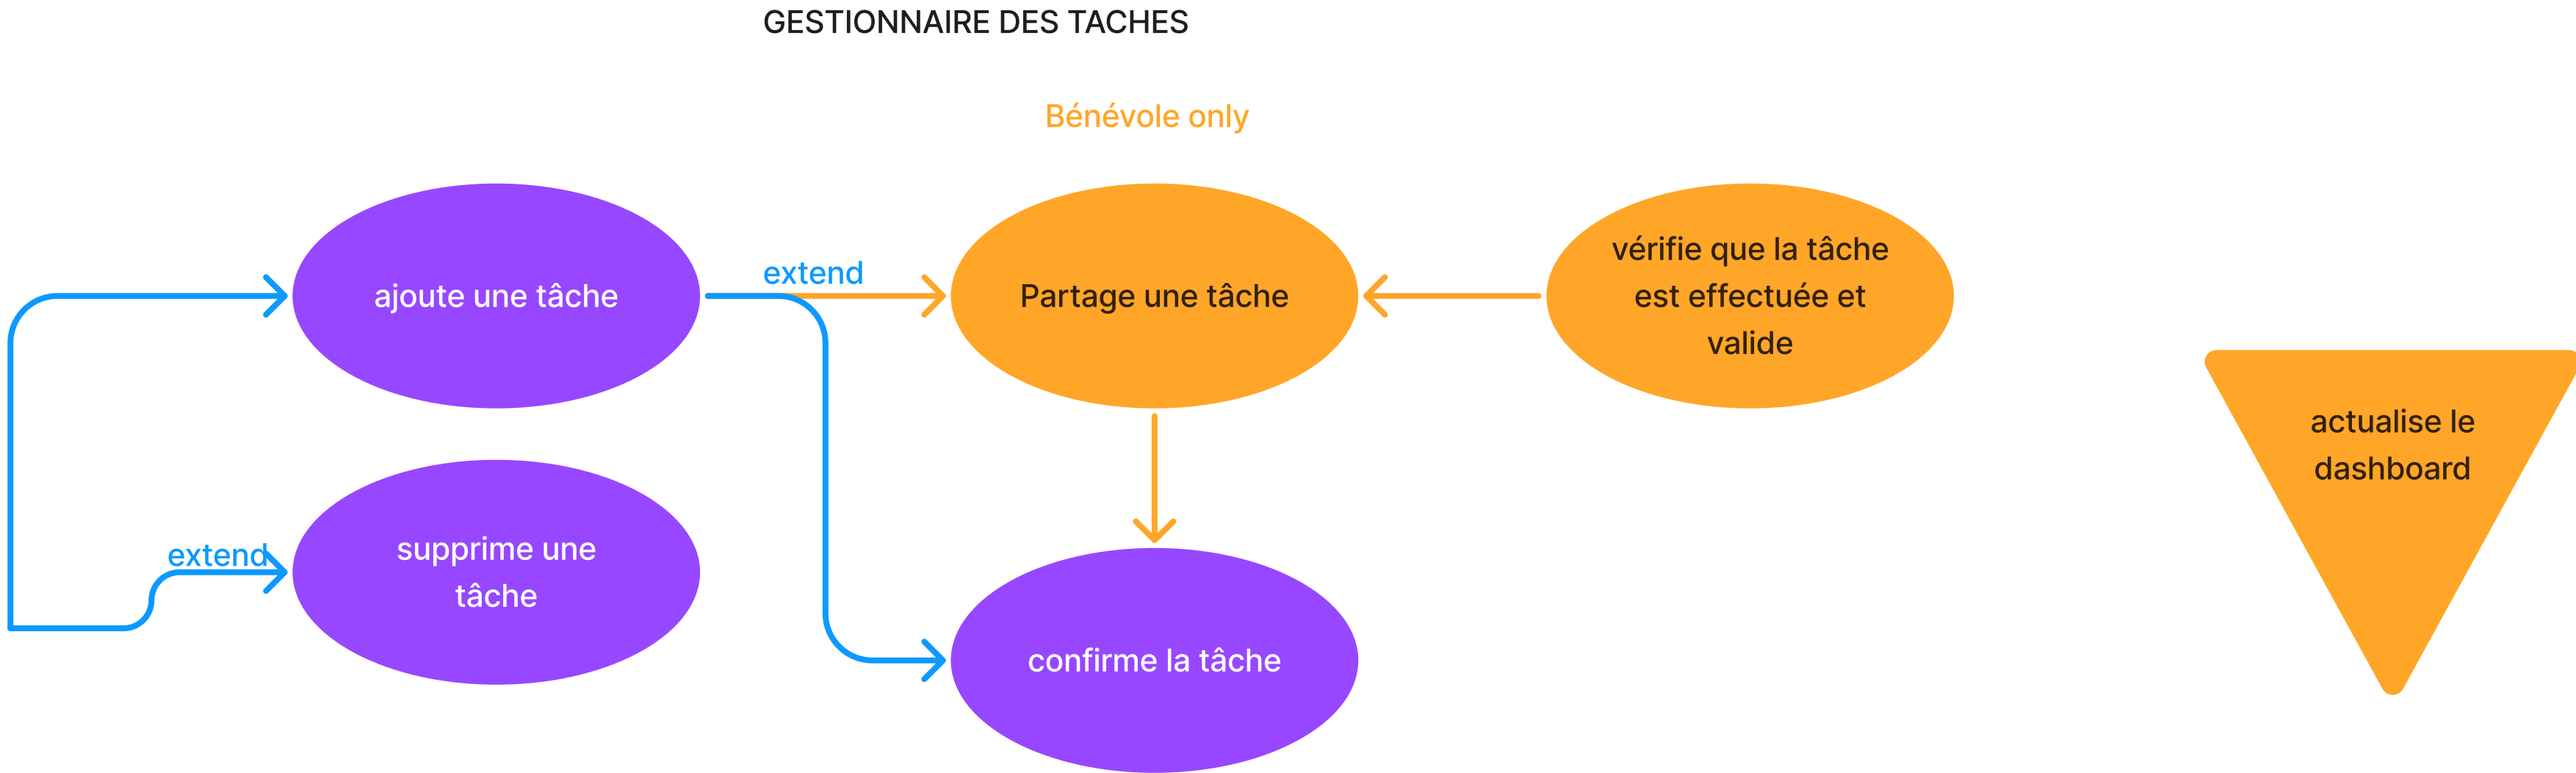 GESTIONNAIRE DES TACHES
Bénévole only
ajoute une tâche
extend
Partage une tâche
vérifie que la tâche
est effectuée et
valide
actualise le
dashboard
extend
supprime une
tâche
confirme la tâche